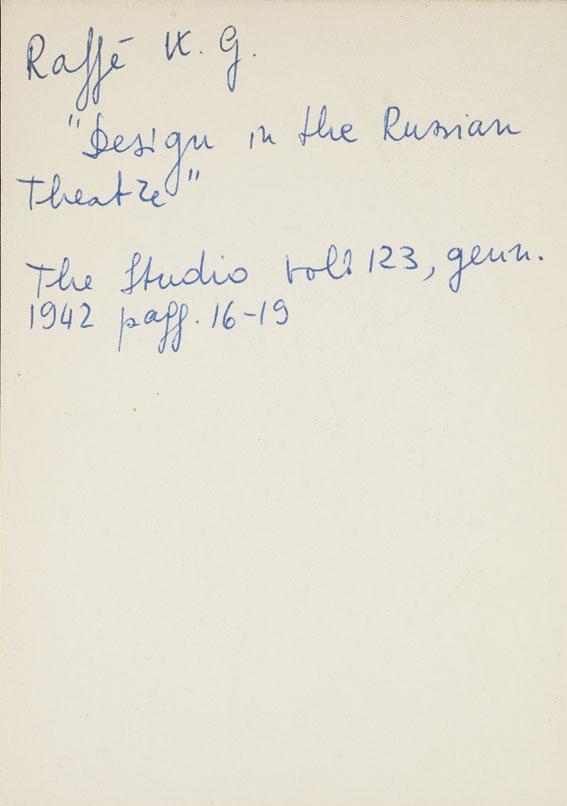 Raffé K. G.
"Design in the Russian
Theatre"
The Studio vol. 123, genn.
1942 pagg. 16-19